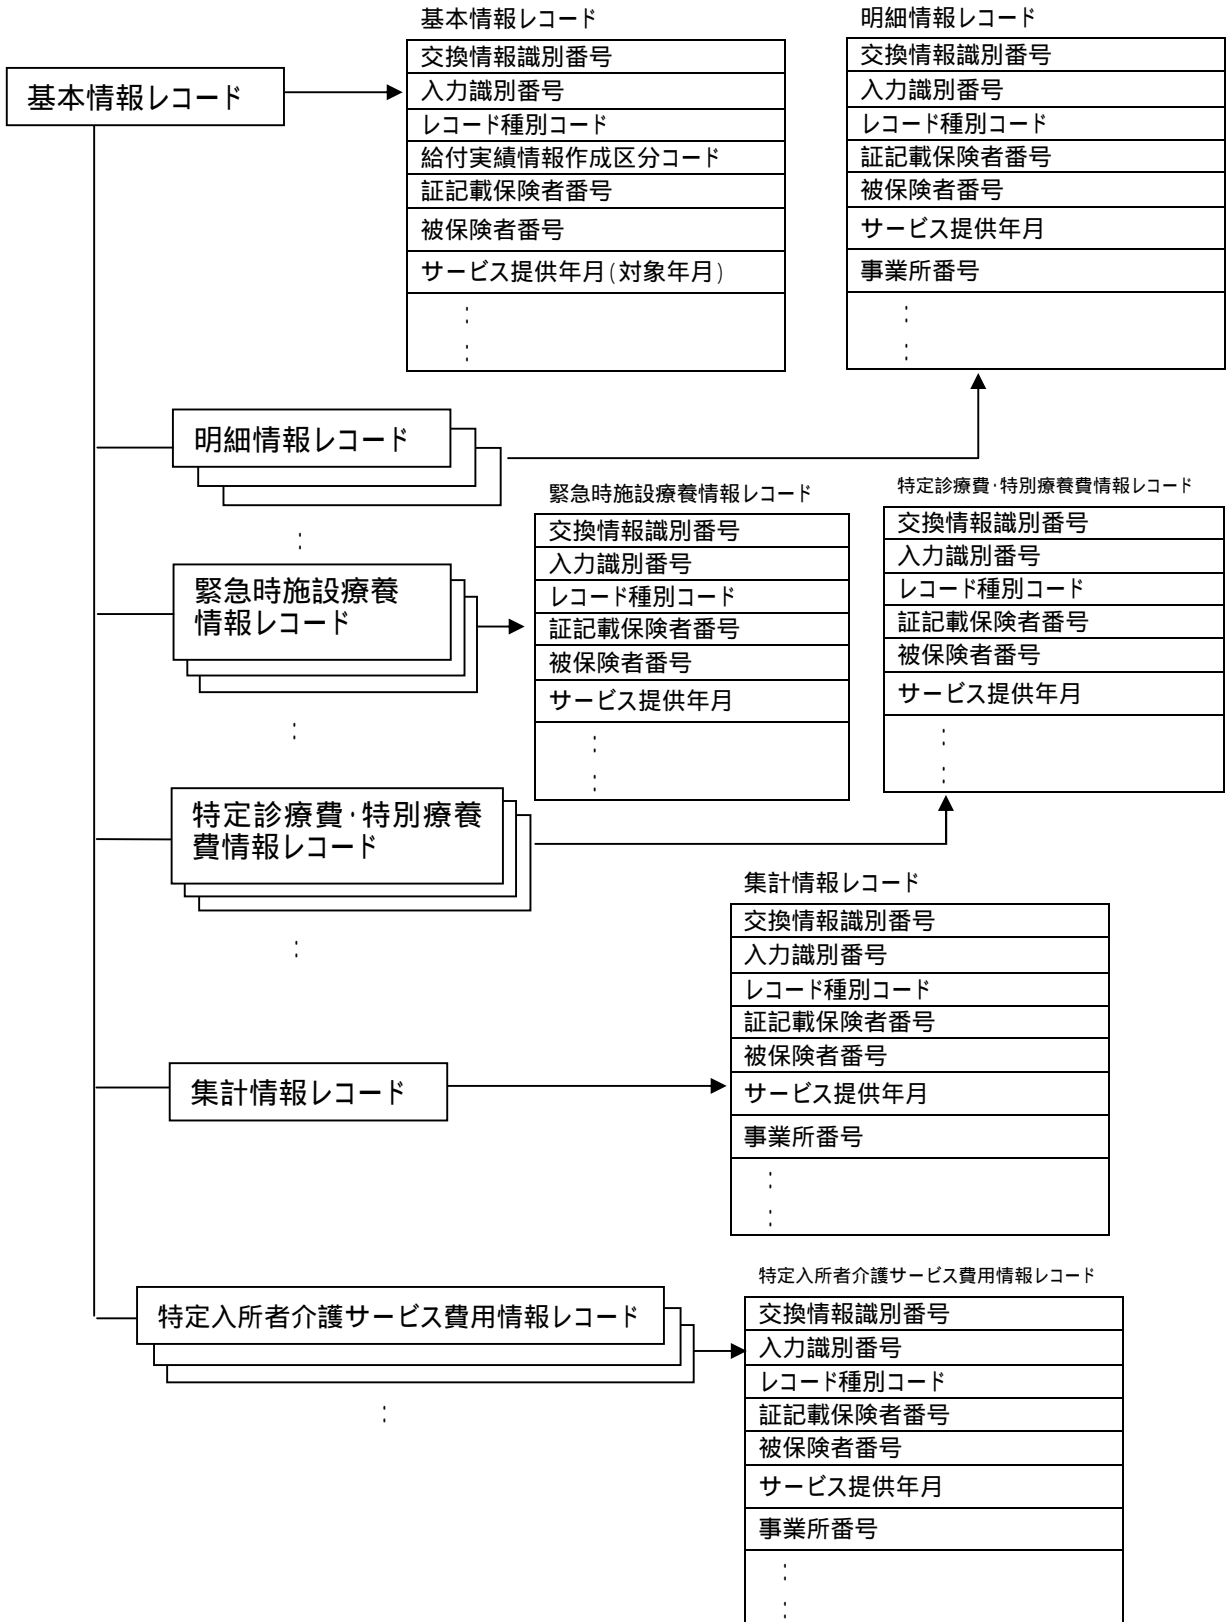 基本情報レコード
基本情報レコード
交換情報識別番号
入力識別番号
レコード種別コード
給付実績情報作成区分コード
証記載保険者番号
被保険者番号
サービス提供年月(対象年月)
:
:
明細情報レコード
交換情報識別番号
入力識別番号
レコード種別コード
証記載保険者番号
被保険者番号
サービス提供年月
事業所番号
:
:
明細情報レコード
:
緊急時施設療養
情報レコード
:
緊急時施設療養情報レコード
交換情報識別番号
入力識別番号
レコード種別コード
証記載保険者番号
被保険者番号
サービス提供年月
:
:
特定診療費・特別療養費情報レコード
交換情報識別番号
入力識別番号
レコード種別コード
証記載保険者番号
被保険者番号
サービス提供年月
:
:
特定診療費・特別療養
費情報レコード
:
集計情報レコード
集計情報レコード
交換情報識別番号
入力識別番号
レコード種別コード
証記載保険者番号
被保険者番号
サービス提供年月
事業所番号
:
:
特定入所者介護サービス費用情報レコード
:
特定入所者介護サービス費用情報レコード
交換情報識別番号
入力識別番号
レコード種別コード
証記載保険者番号
被保険者番号
サービス提供年月
事業所番号
:
: